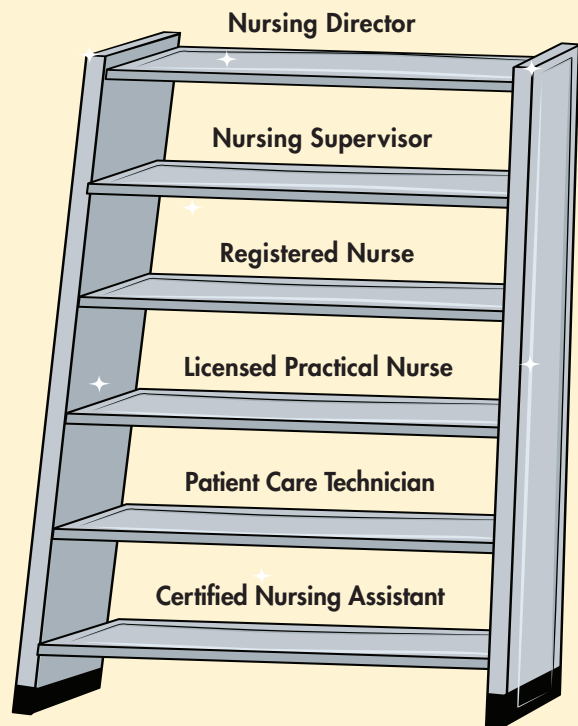 Nursing Director
Nursing Supervisor
Registered Nurse
Licensed Practical Nurse
Patient Care Technician
Certified Nursing Assistant